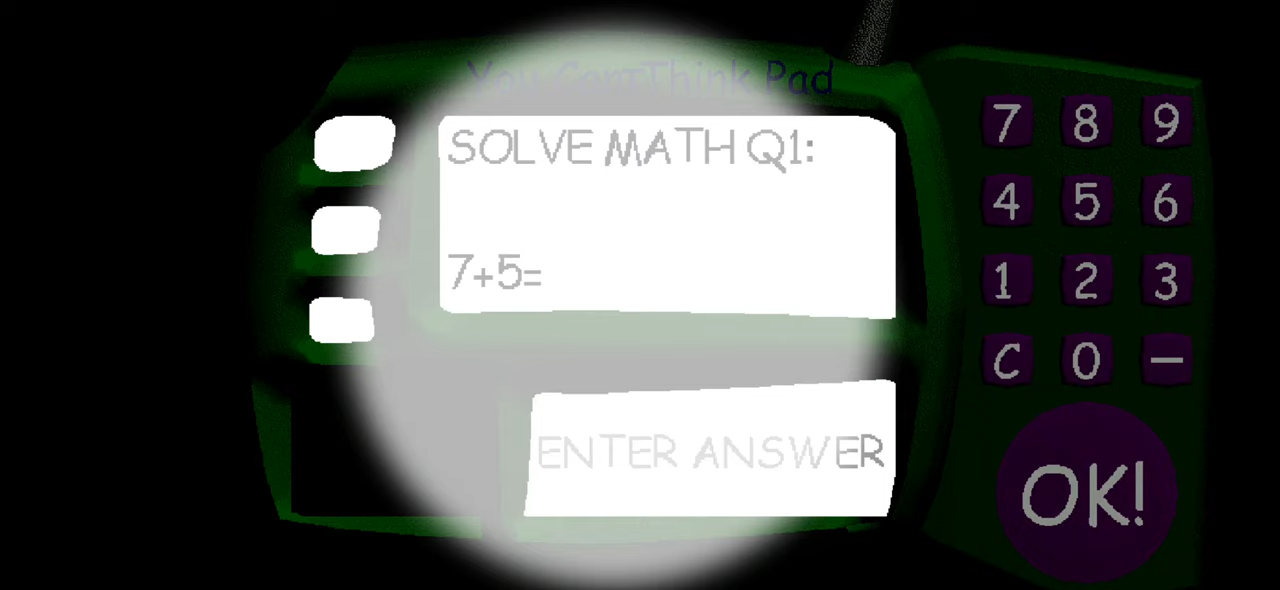 You Can't Think Pad
SOLVE MATH Q1:
7+5=
ENTER ANSWER
7 8 9
4 5 6
1 2 3
C 0 —
OK!